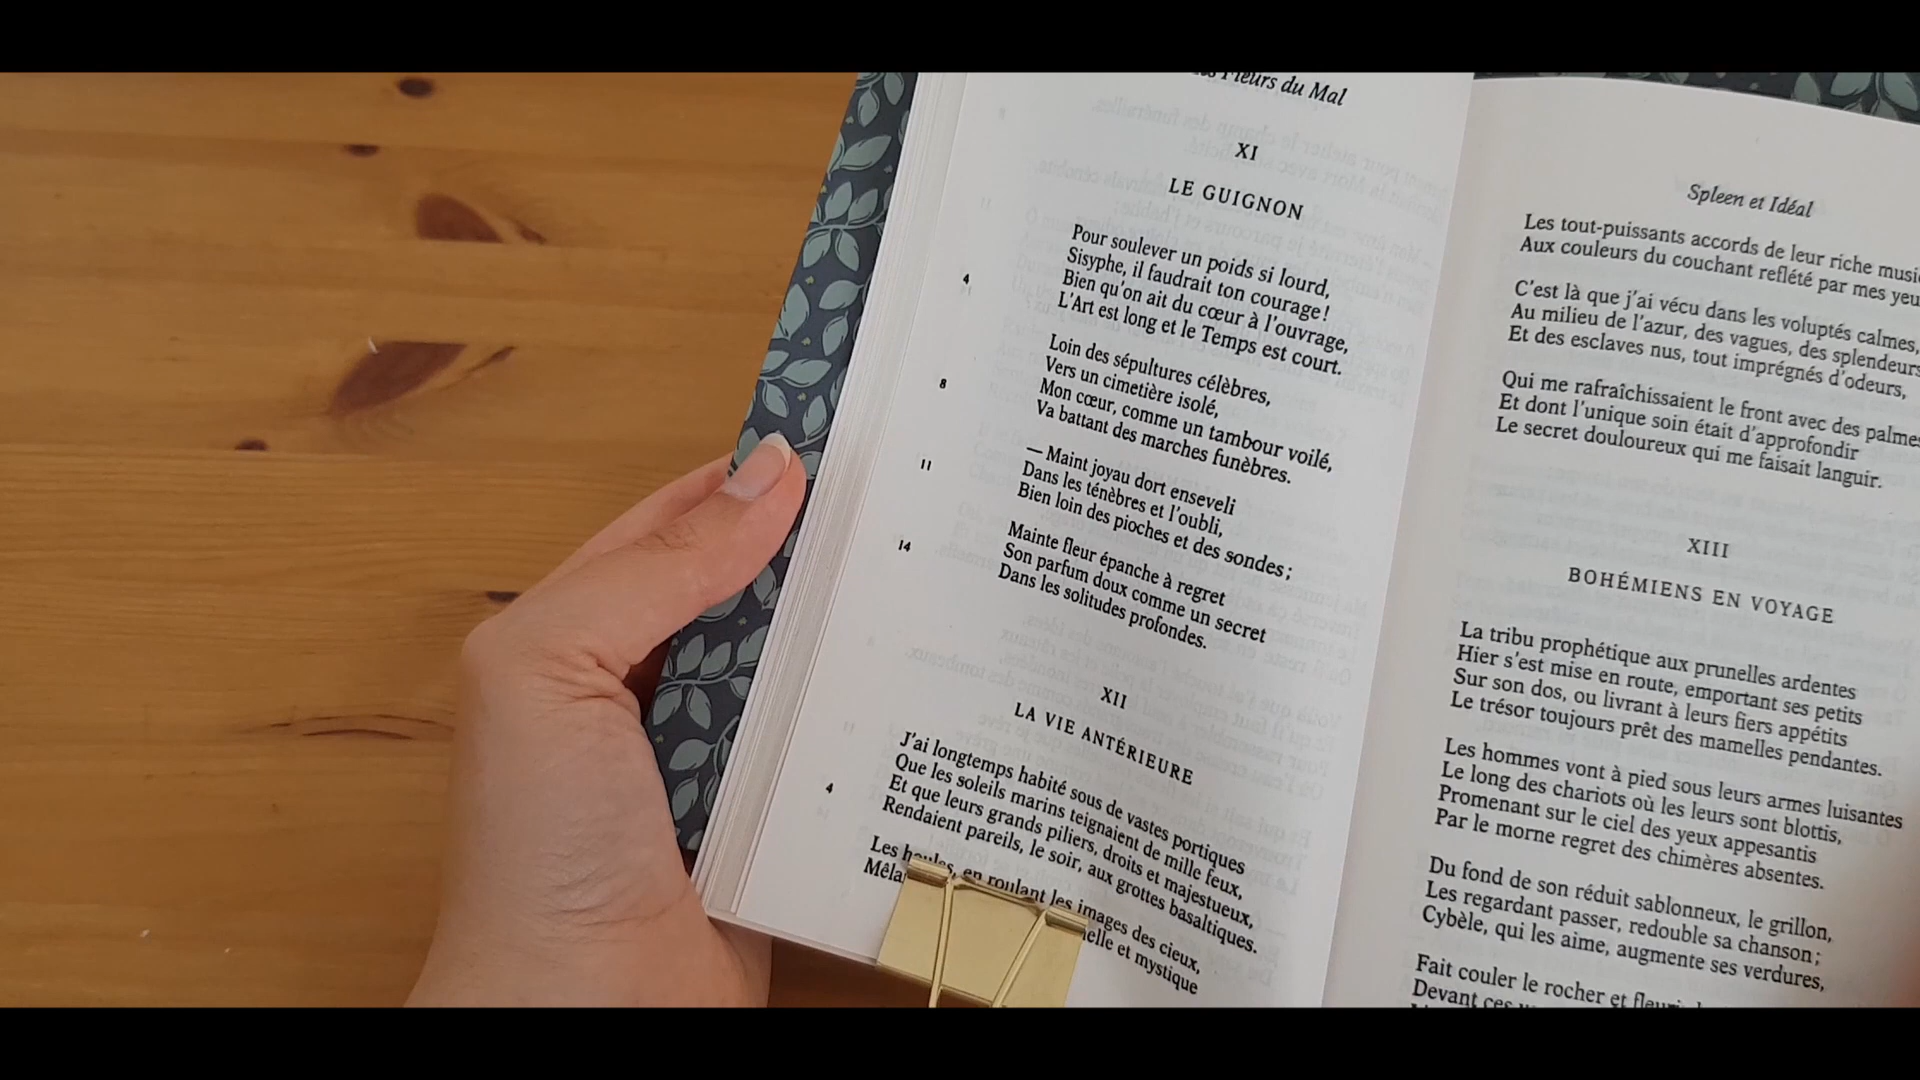 Fleurs du Mal
XI
LE GUIGNON
Pour soulever un poids si lourd,
Sisyphe, il faudrait ton courage !
Bien qu'on ait du cœur à l'ouvrage,
4
L'Art est long et le Temps est court.
Loin des sépultures célèbres,
Vers un cimetière isolé,
Mon cœur, comme un tambour voilé,
8
Va battant des marches funèbres.
— Maint joyau dort enseveli
Dans les ténèbres et l'oubli,
11
Bien loin des pioches et des sondes ;
Mainte fleur épanche à regret
Son parfum doux comme un secret
14
Dans les solitudes profondes.
XII
LA VIE ANTÉRIEURE
J'ai longtemps habité sous de vastes portiques
Que les soleils marins teignaient de mille feux,
Et que leurs grands piliers, droits et majestueux,
4
Rendaient pareils, le soir, aux grottes basaltiques.
Les houles, en roulant les images des cieux,
et mystique
Spleen et Idéal
Les tout-puissants accords de leur riche
Aux couleurs du couchant reflété par mes
C'est là que j'ai vécu dans les voluptés calmes,
Au milieu de l'azur, des vagues, des splendeurs
Et des esclaves nus, tout imprégnés d'odeurs,
Qui me rafraîchissaient le front avec des palmes
Et dont l'unique soin était d'approfondir
Le secret douloureux qui me faisait languir.
XIII
BOHÉMIENS EN VOYAGE
La tribu prophétique aux prunelles ardentes
Hier s'est mise en route, emportant ses petits
Sur son dos, ou livrant à leurs fiers appétits
Le trésor toujours prêt des mamelles pendantes.
Les hommes vont à pied sous leurs armes luisantes
Le long des chariots où les leurs sont blottis,
Promenant sur le ciel des yeux appesantis
Par le morne regret des chimères absentes.
Du fond de son réduit sablonneux, le grillon,
Les regardant passer, redouble sa chanson ;
Cybèle, qui les aime, augmente ses verdures,
Fait couler le rocher et
Devant ces